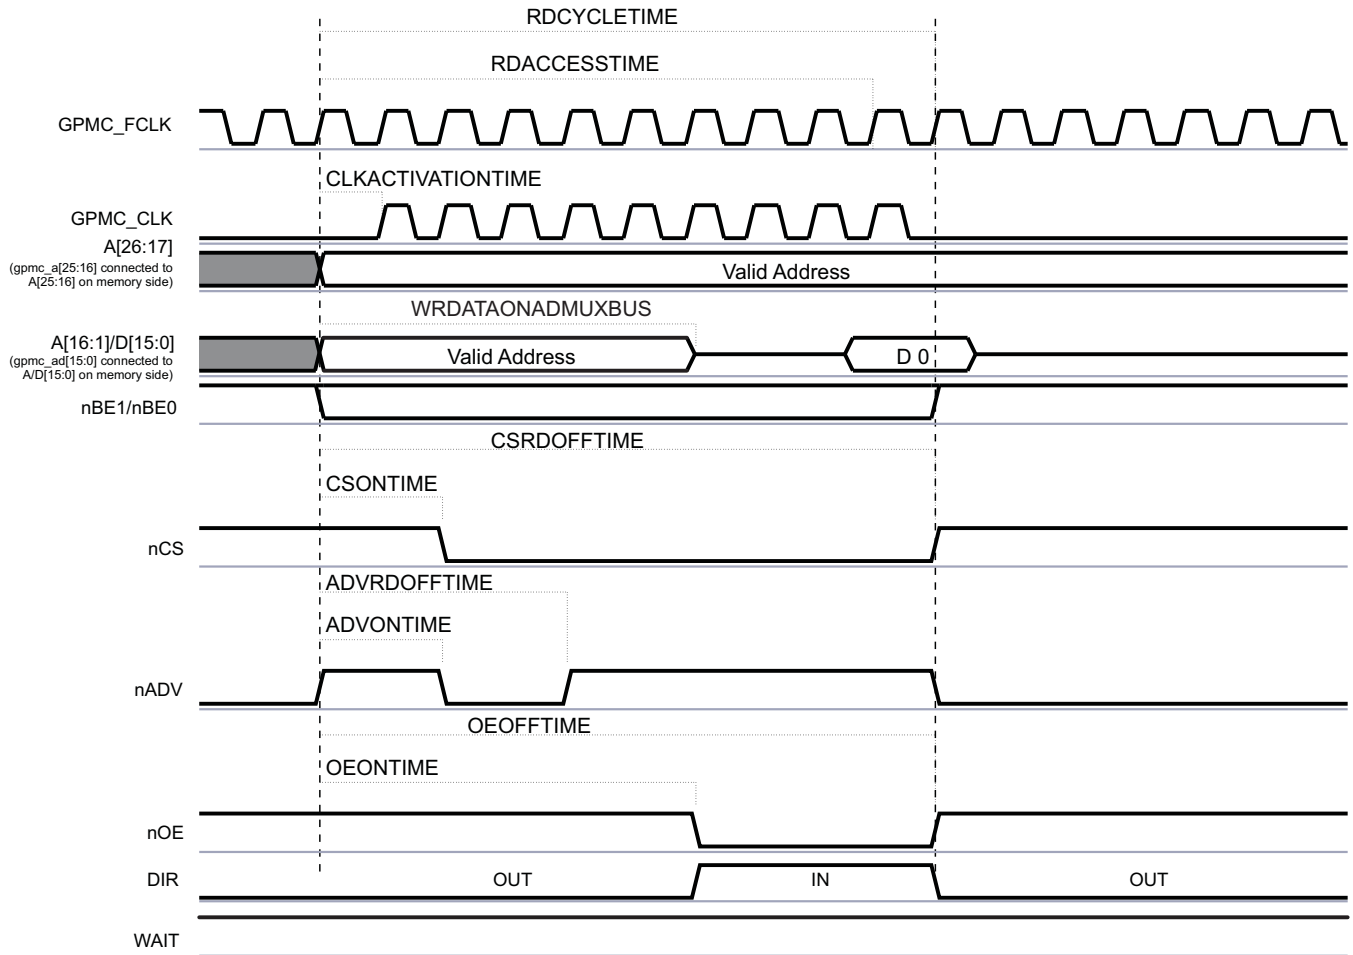 RDCYCLETIME
RDACCESSTIME
GPMC_FCLK
CLKACTIVATIONTIME
GPMC_CLK
A[26:17]
(gpmc_a[25:16] connected to
A[25:16] on memory side)
Valid Address
WRDATAONADMUXBUS
A[16:1]/D[15:0]
(gpmc_ad[15:0] connected to
A/D[15:0] on memory side)
Valid Address
D 0
nBE1/nBE0
CSRDOFFTIME
CSONTIME
nCS
ADVRDOFFTIME
ADVONTIME
nADV
OEOFFTIME
OEONTIME
nOE
DIR
OUT
IN
OUT
WAIT